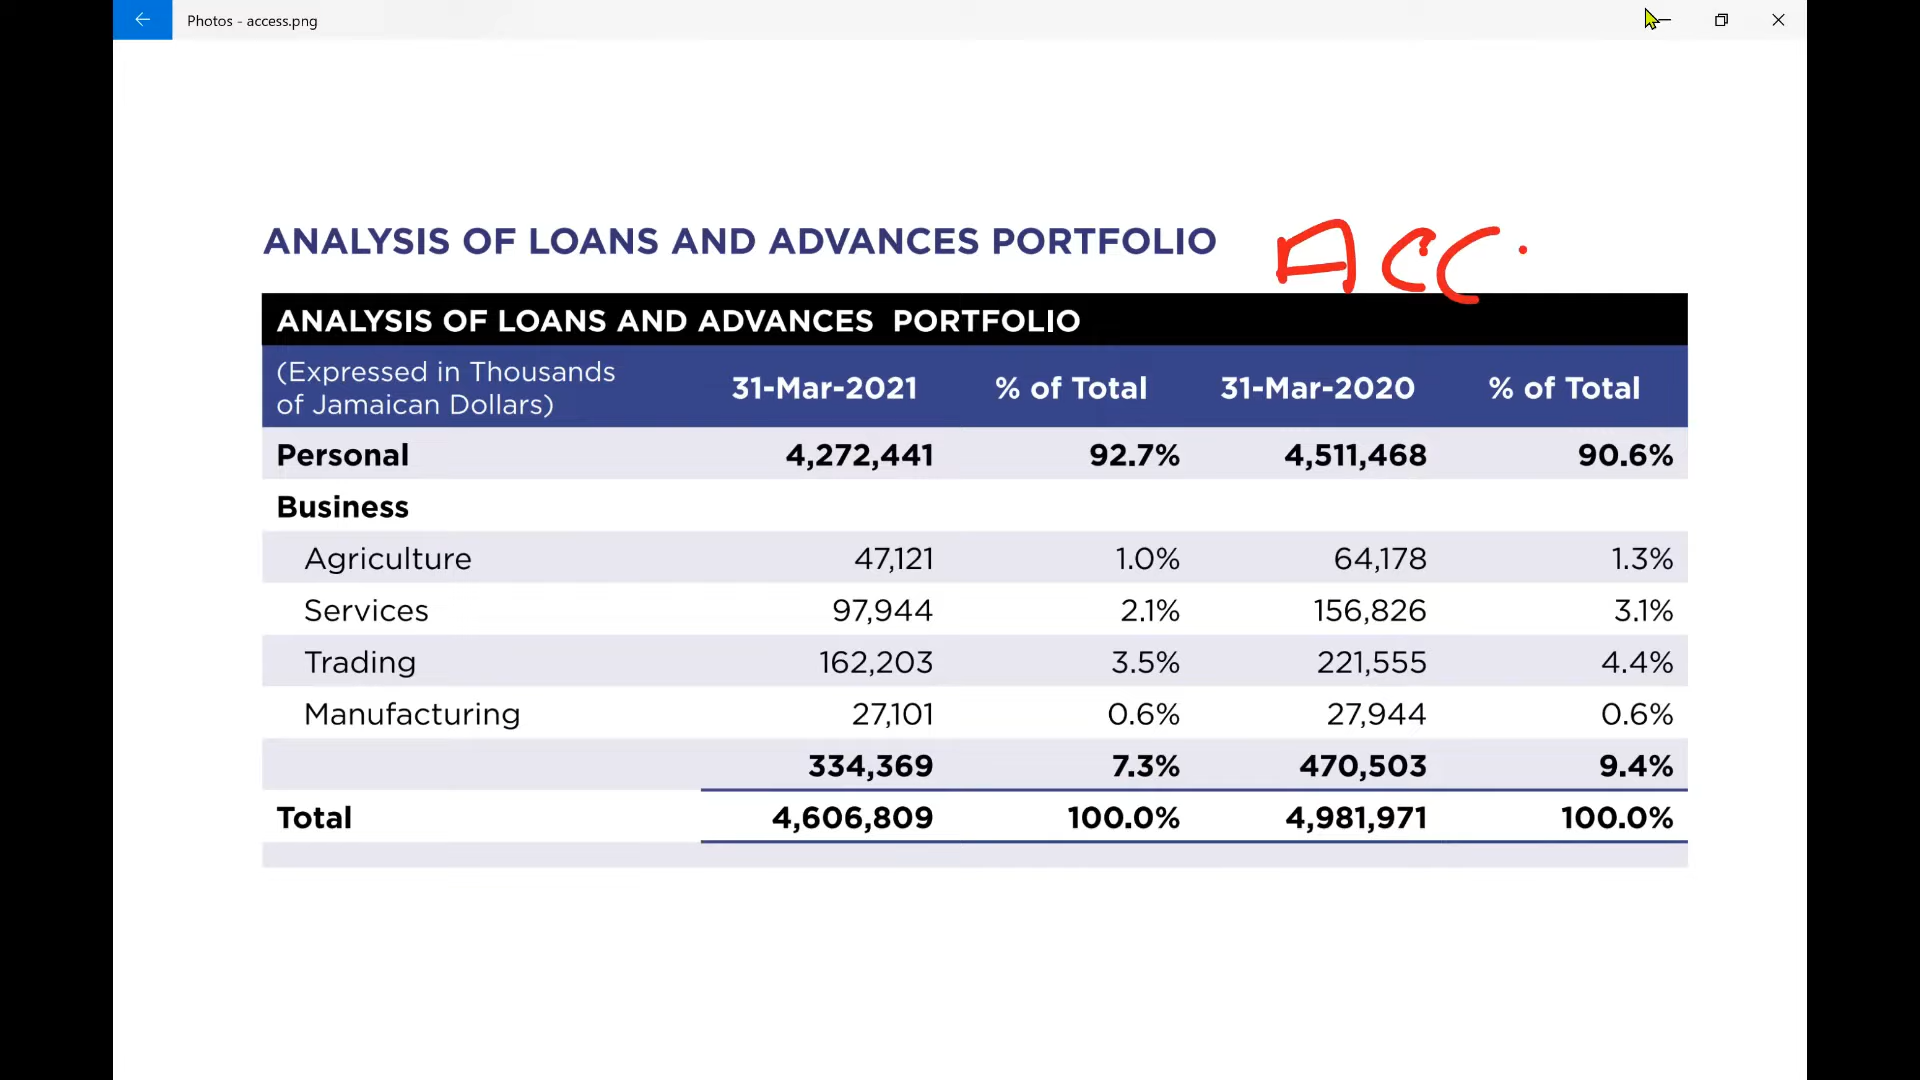 Photos - access.png
ANALYSIS OF LOANS AND ADVANCES PORTFOLIO ACC
ANALYSIS OF LOANS AND ADVANCES PORTFOLIO
(Expressed in Thousands of Jamaican Dollars) 31-Mar-2021 % of Total 31-Mar-2020 % of Total
Personal 4,272,441 92.7% 4,511,468 90.6%
Business
Agriculture 47,121 1.0% 64,178 1.3%
Services 97,944 2.1% 156,826 3.1%
Trading 162,203 3.5% 221,555 4.4%
Manufacturing 27,101 0.6% 27,944 0.6%
334,369 7.3% 470,503 9.4%
Total 4,606,809 100.0% 4,981,971 100.0%